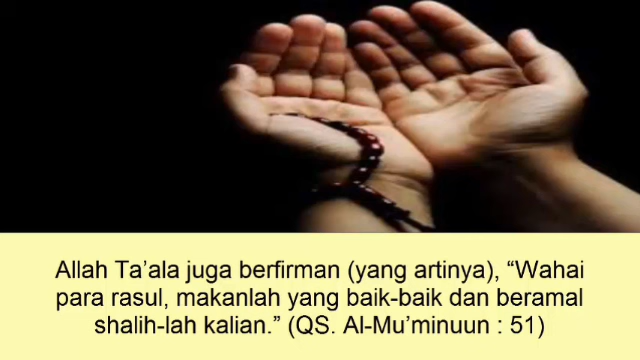 Allah Ta’ala juga berfirman (yang artinya), “Wahai
para rasul, makanlah yang baik-baik dan beramal
shalih-lah kalian.” (QS. Al-Mu’minuun : 51)